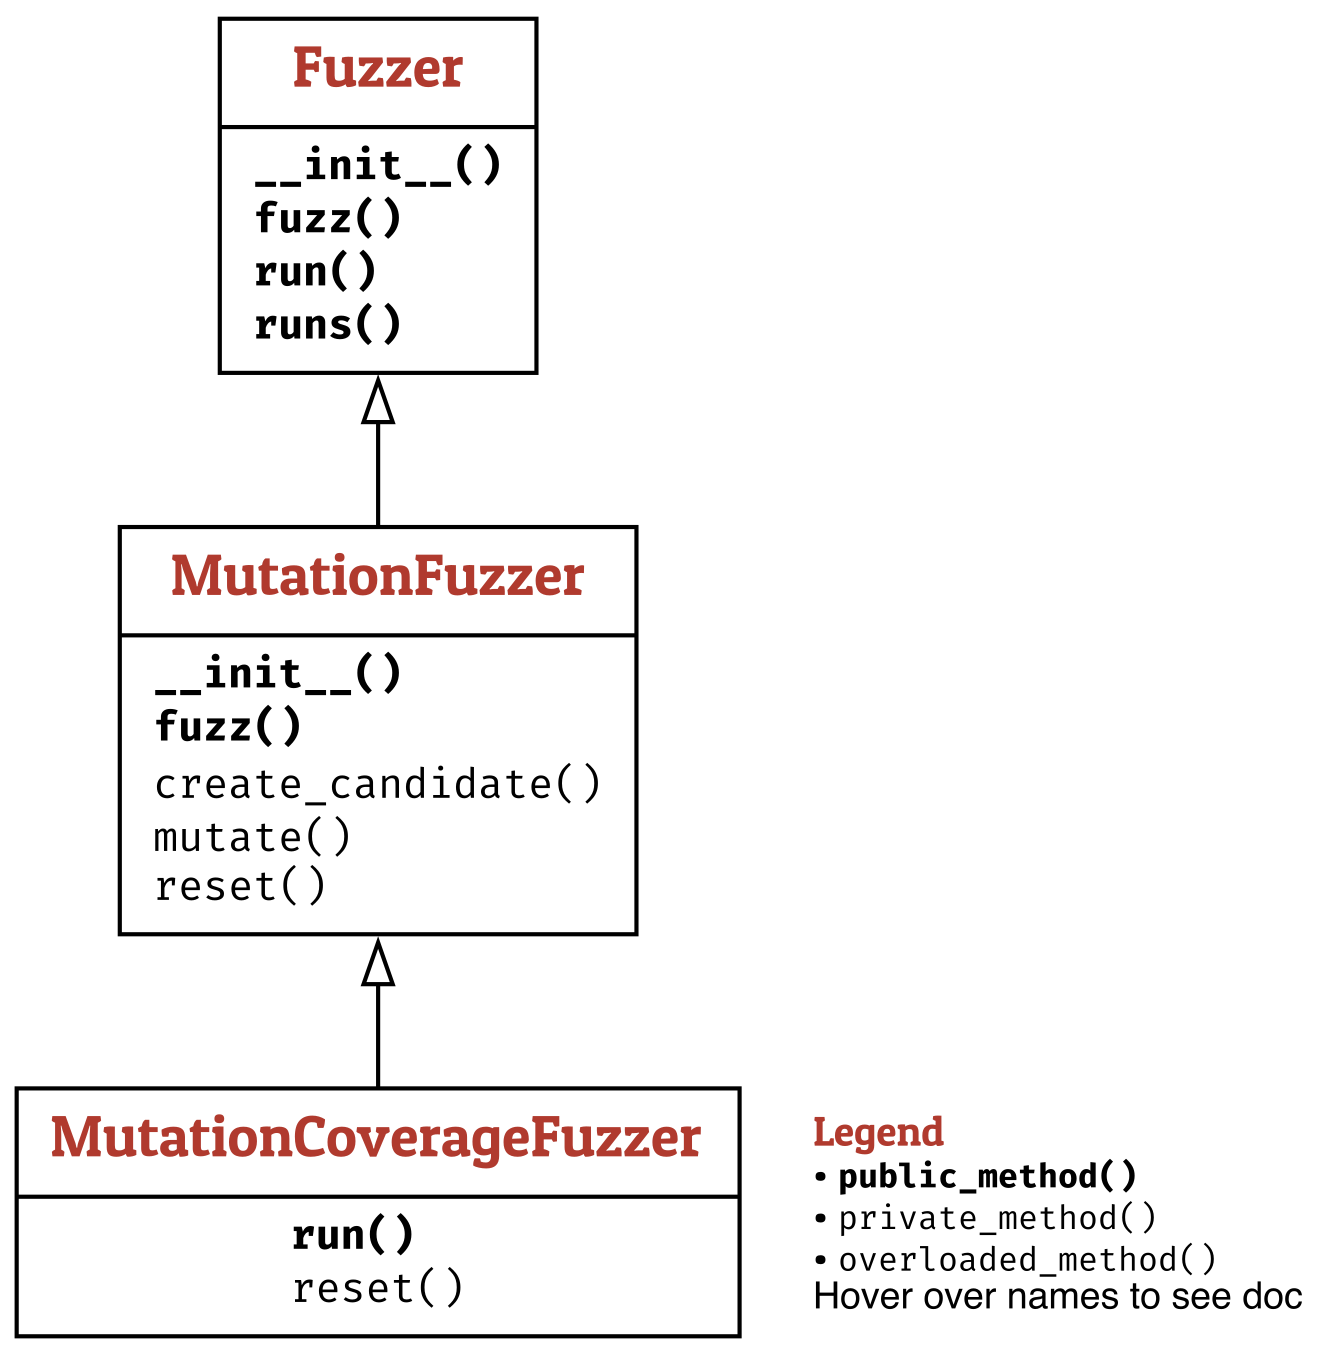 Fuzzer
__init__()
fuzz()
run()
runs()
MutationFuzzer
__init__()
fuzz()
create_candidate()
mutate()
reset()
MutationCoverageFuzzer
run()
reset()
Legend
• public_method()
• private_method()
• overloaded_method()
Hover over names to see doc